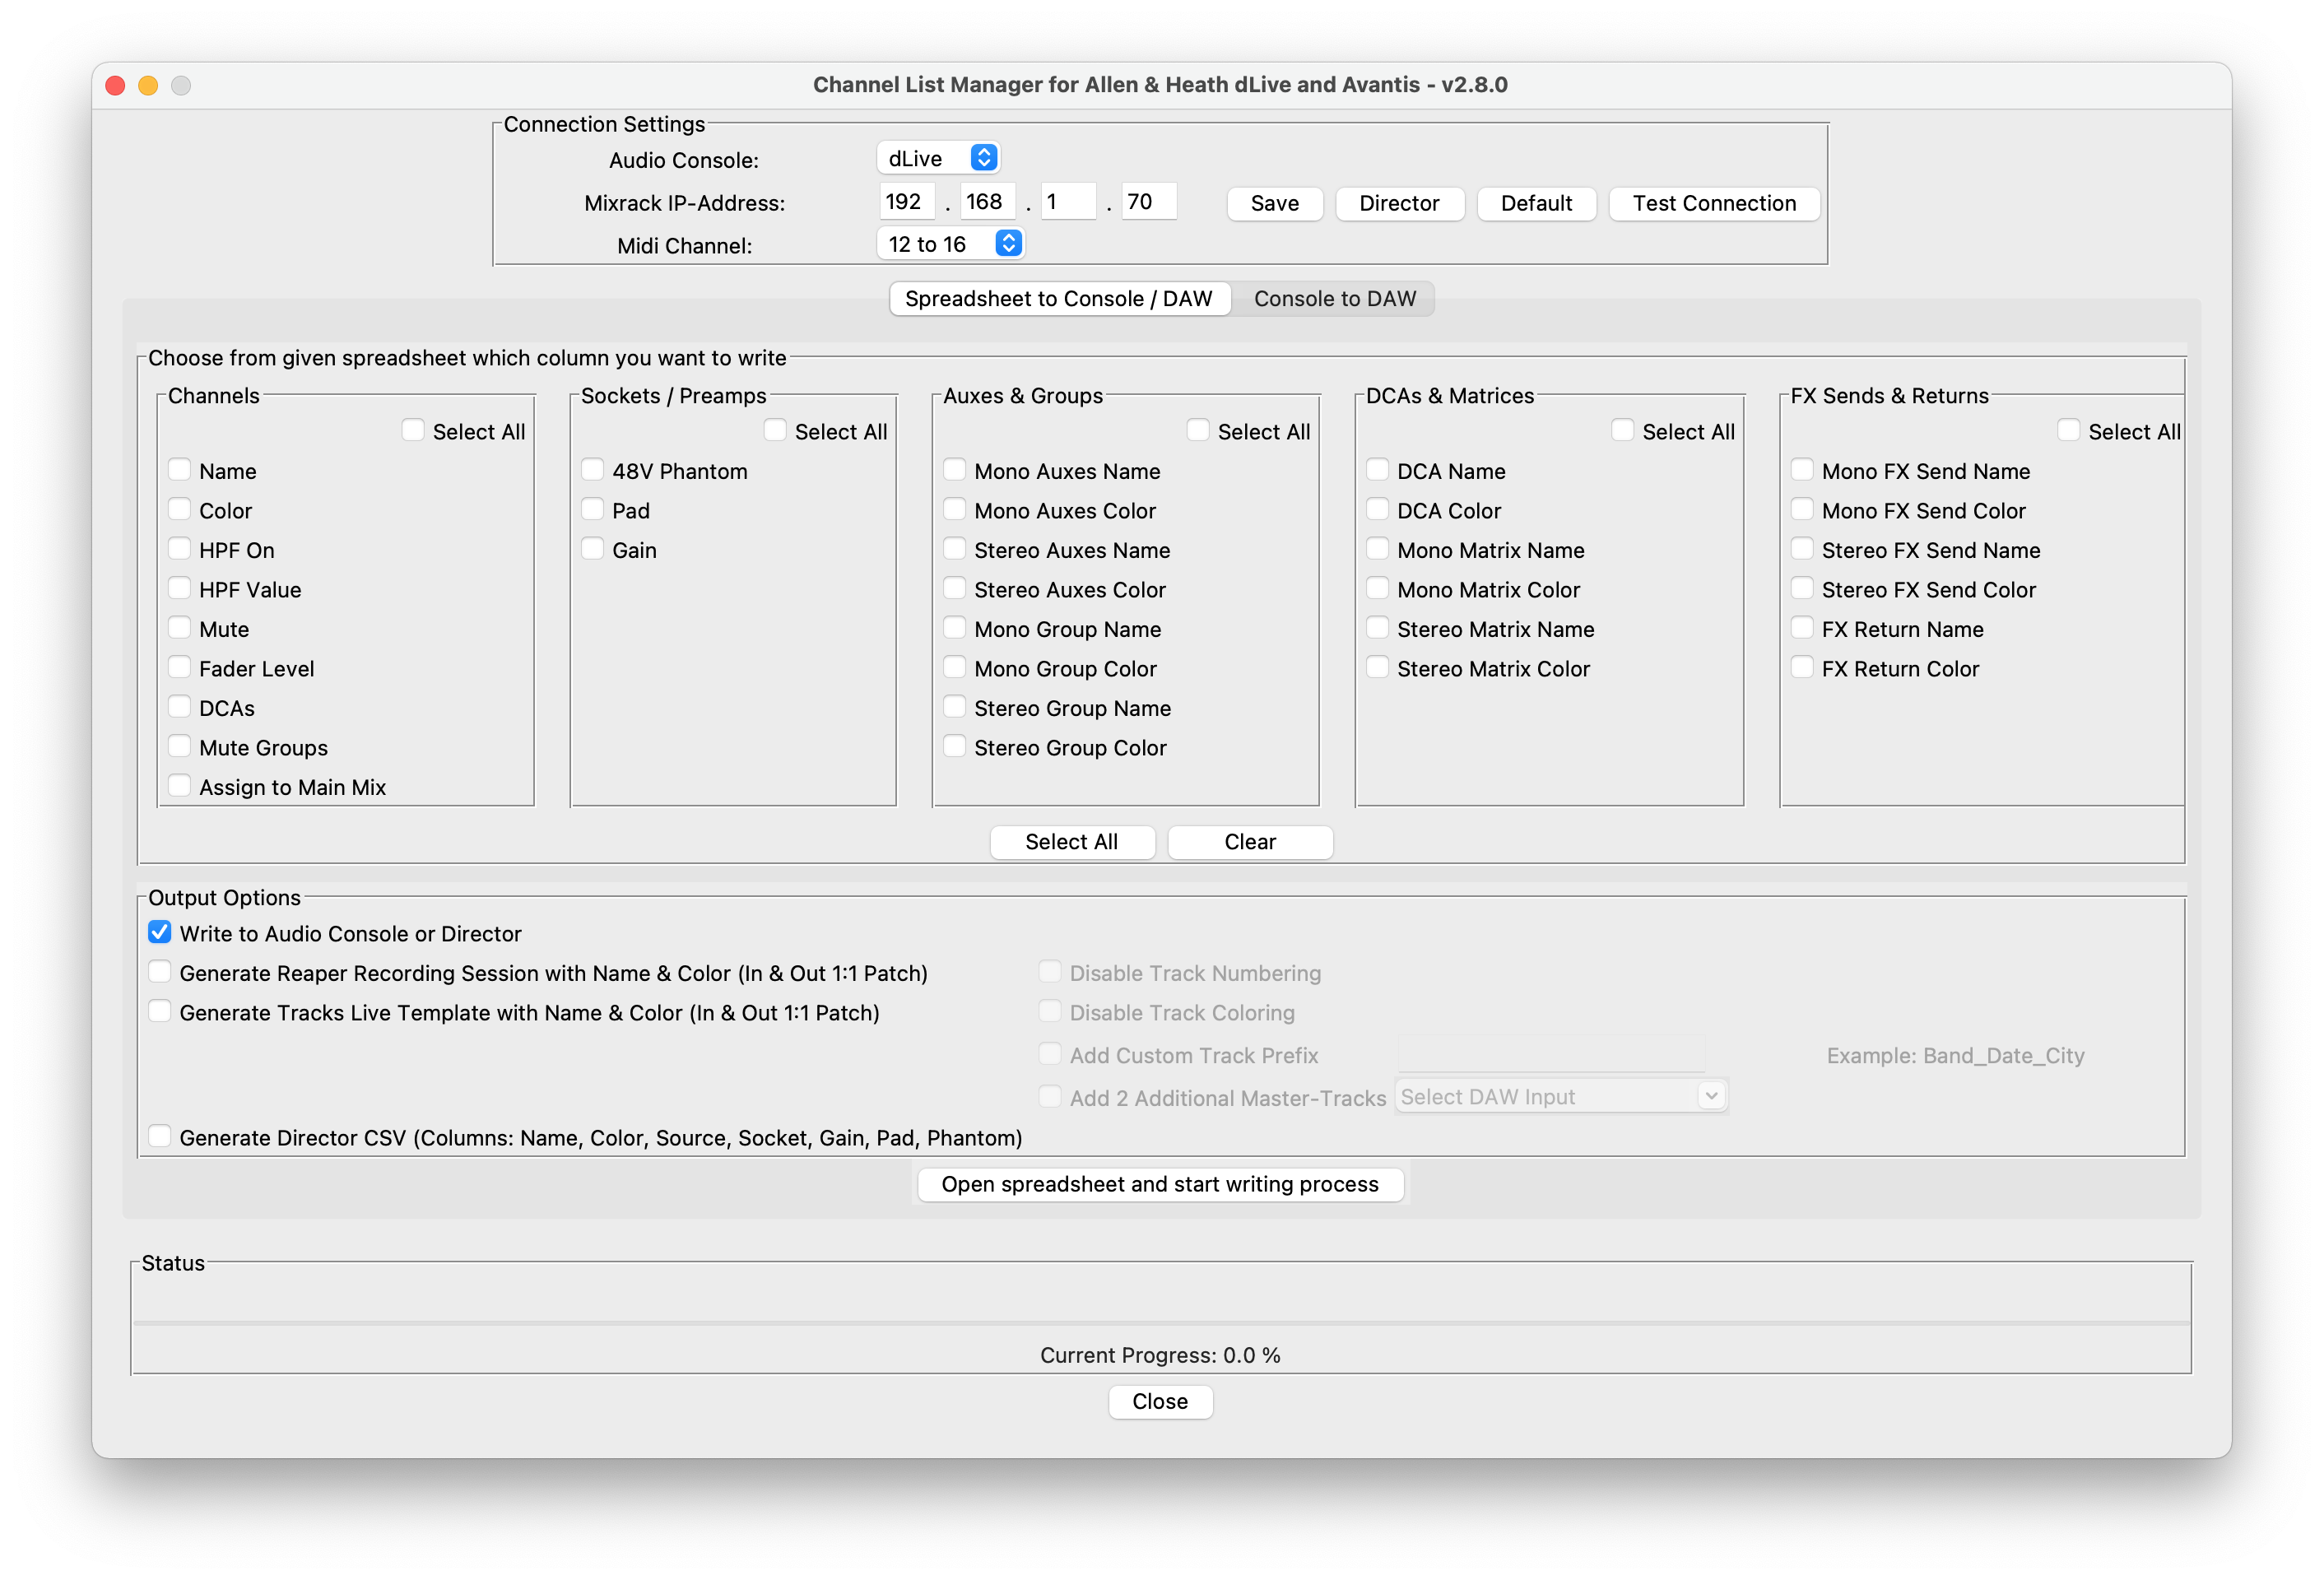 Channel List Manager for Allen & Heath dLive and Avantis - v2.8.0
Connection Settings
Audio Console: dLive
Mixrack IP-Address: 192 . 168 . 1 . 70 Save Director Default Test Connection
Midi Channel: 12 to 16
Spreadsheet to Console / DAW Console to DAW
Choose from given spreadsheet which column you want to write
Channels
Select All
Name
Color
HPF On
HPF Value
Mute
Fader Level
DCAs
Mute Groups
Assign to Main Mix
Sockets / Preamps
Select All
48V Phantom
Pad
Gain
Auxes & Groups
Select All
Mono Auxes Name
Mono Auxes Color
Stereo Auxes Name
Stereo Auxes Color
Mono Group Name
Mono Group Color
Stereo Group Name
Stereo Group Color
DCAs & Matrices
Select All
DCA Name
DCA Color
Mono Matrix Name
Mono Matrix Color
Stereo Matrix Name
Stereo Matrix Color
FX Sends & Returns
Select All
Mono FX Send Name
Mono FX Send Color
Stereo FX Send Name
Stereo FX Send Color
FX Return Name
FX Return Color
Select All Clear
Output Options
Write to Audio Console or Director
Generate Reaper Recording Session with Name & Color (In & Out 1:1 Patch) Disable Track Numbering
Generate Tracks Live Template with Name & Color (In & Out 1:1 Patch) Disable Track Coloring
Add Custom Track Prefix Example: Band_Date_City
Add 2 Additional Master-Tracks Select DAW Input
Generate Director CSV (Columns: Name, Color, Source, Socket, Gain, Pad, Phantom)
Open spreadsheet and start writing process
Status
Current Progress: 0.0 %
Close